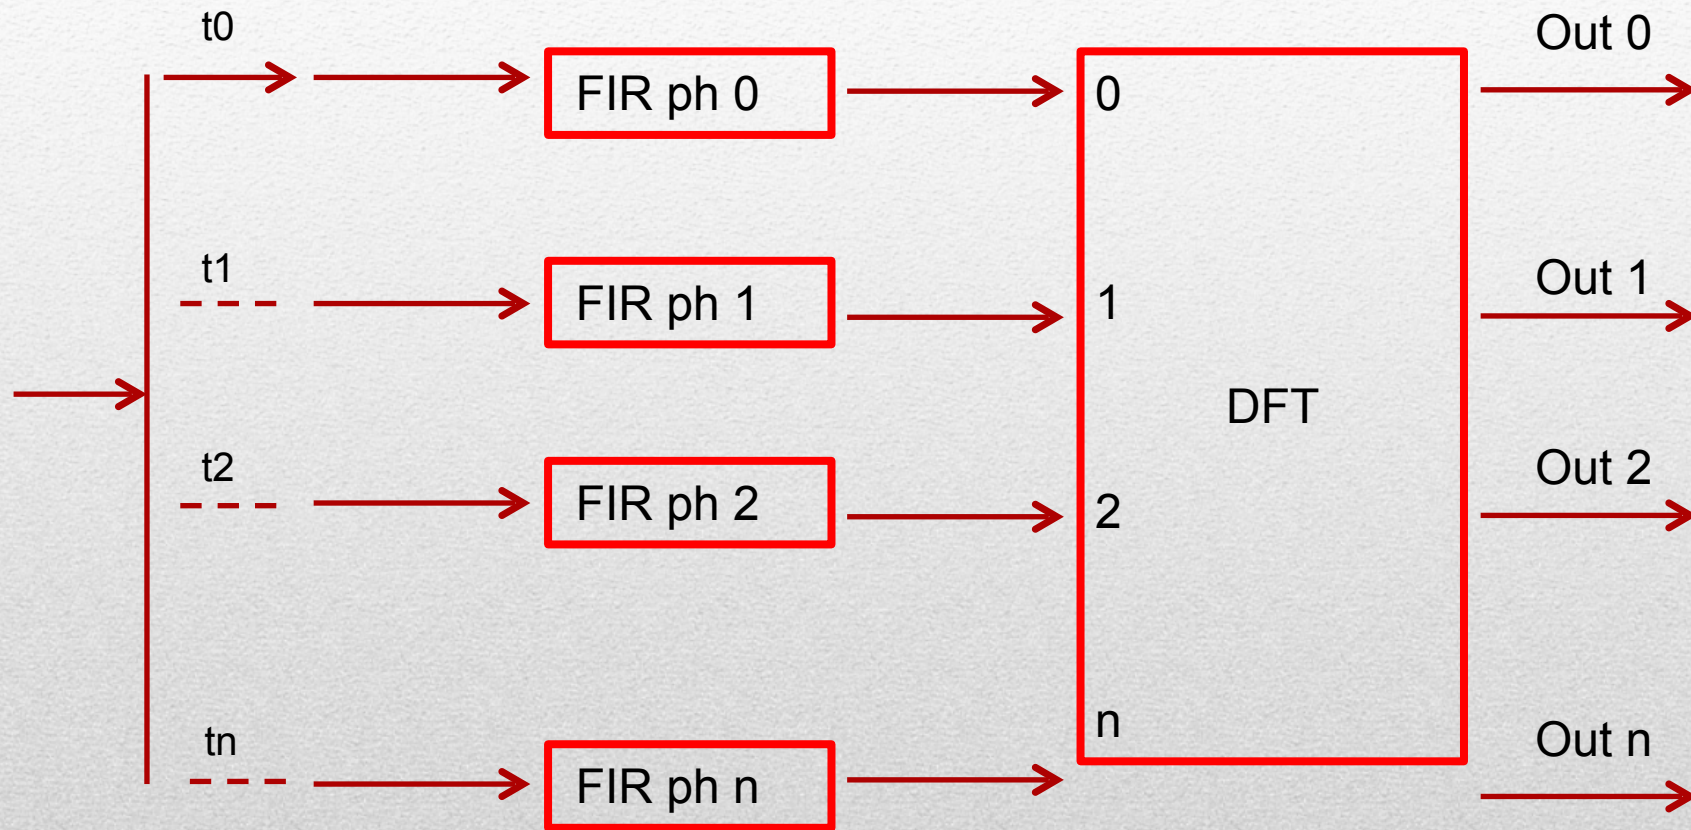 t0
FIR ph 0
0
Out 0
t1
FIR ph 1
1
Out 1
DFT
t2
FIR ph 2
2
Out 2
tn
FIR ph n
n
Out n